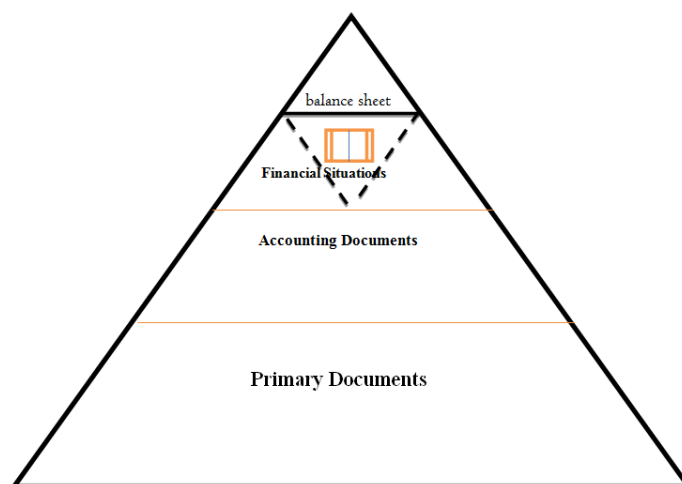 balance sheet
Financial Situations
Accounting Documents
Primary Documents